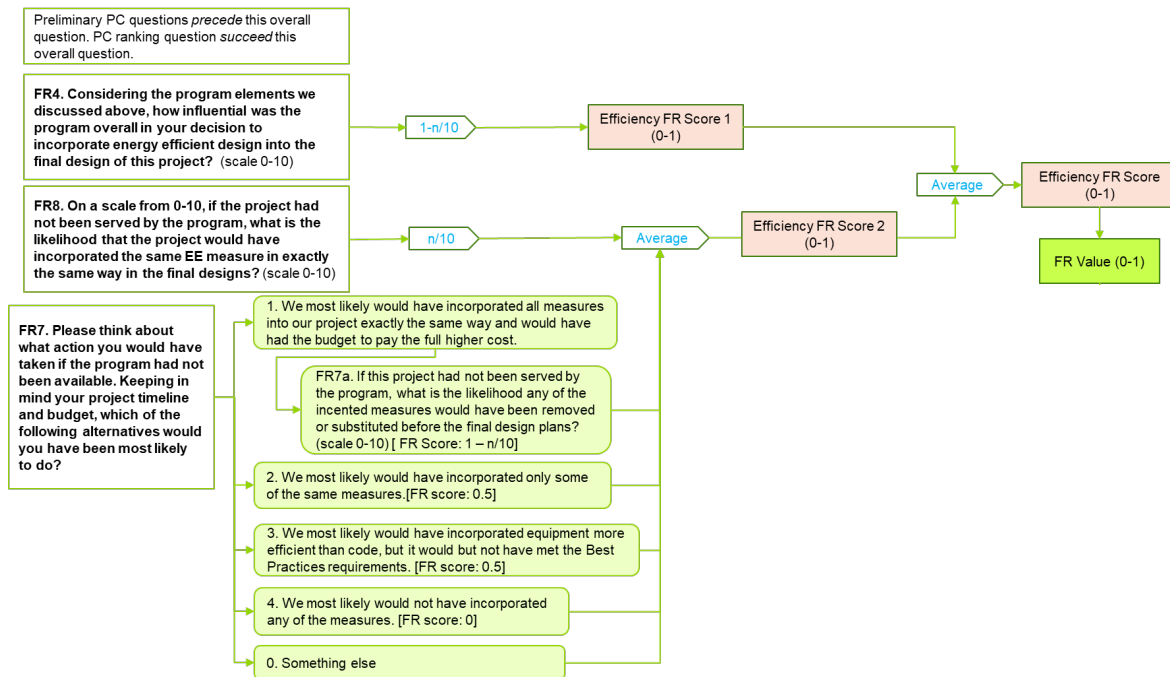 Preliminary PC questions precede this overall
question. PC ranking question succeed this
overall question.
FR4. Considering the program elements we
discussed above, how influential was the
program overall in your decision to
incorporate energy efficient design into the
final design of this project? (scale 0-10)
1-n/10
Efficiency FR Score 1
(0-1)
Average
Efficiency FR Score
(0-1)
FR Value (0-1)
FR8. On a scale from 0-10, if the project had
not been served by the program, what is the
likelihood that the project would have
incorporated the same EE measure in exactly
the same way in the final designs? (scale 0-10)
n/10
Average
Efficiency FR Score 2
(0-1)
FR7. Please think about
what action you would have
taken if the program had not
been available. Keeping in
mind your project timeline
and budget, which of the
following alternatives would
you have been most likely
to do?
1. We most likely would have incorporated all measures
into our project exactly the same way and would have
had the budget to pay the full higher cost.
FR7a. If this project had not been served by
the program, what is the likelihood any of the
incented measures would have been removed
or substituted before the final design plans?
(scale 0-10) [ FR Score: 1 – n/10]
2. We most likely would have incorporated only some
of the same measures.[FR score: 0.5]
3. We most likely would have incorporated equipment more
efficient than code, but it would but not have met the Best
Practices requirements. [FR score: 0.5]
4. We most likely would not have incorporated
any of the measures. [FR score: 0]
0. Something else